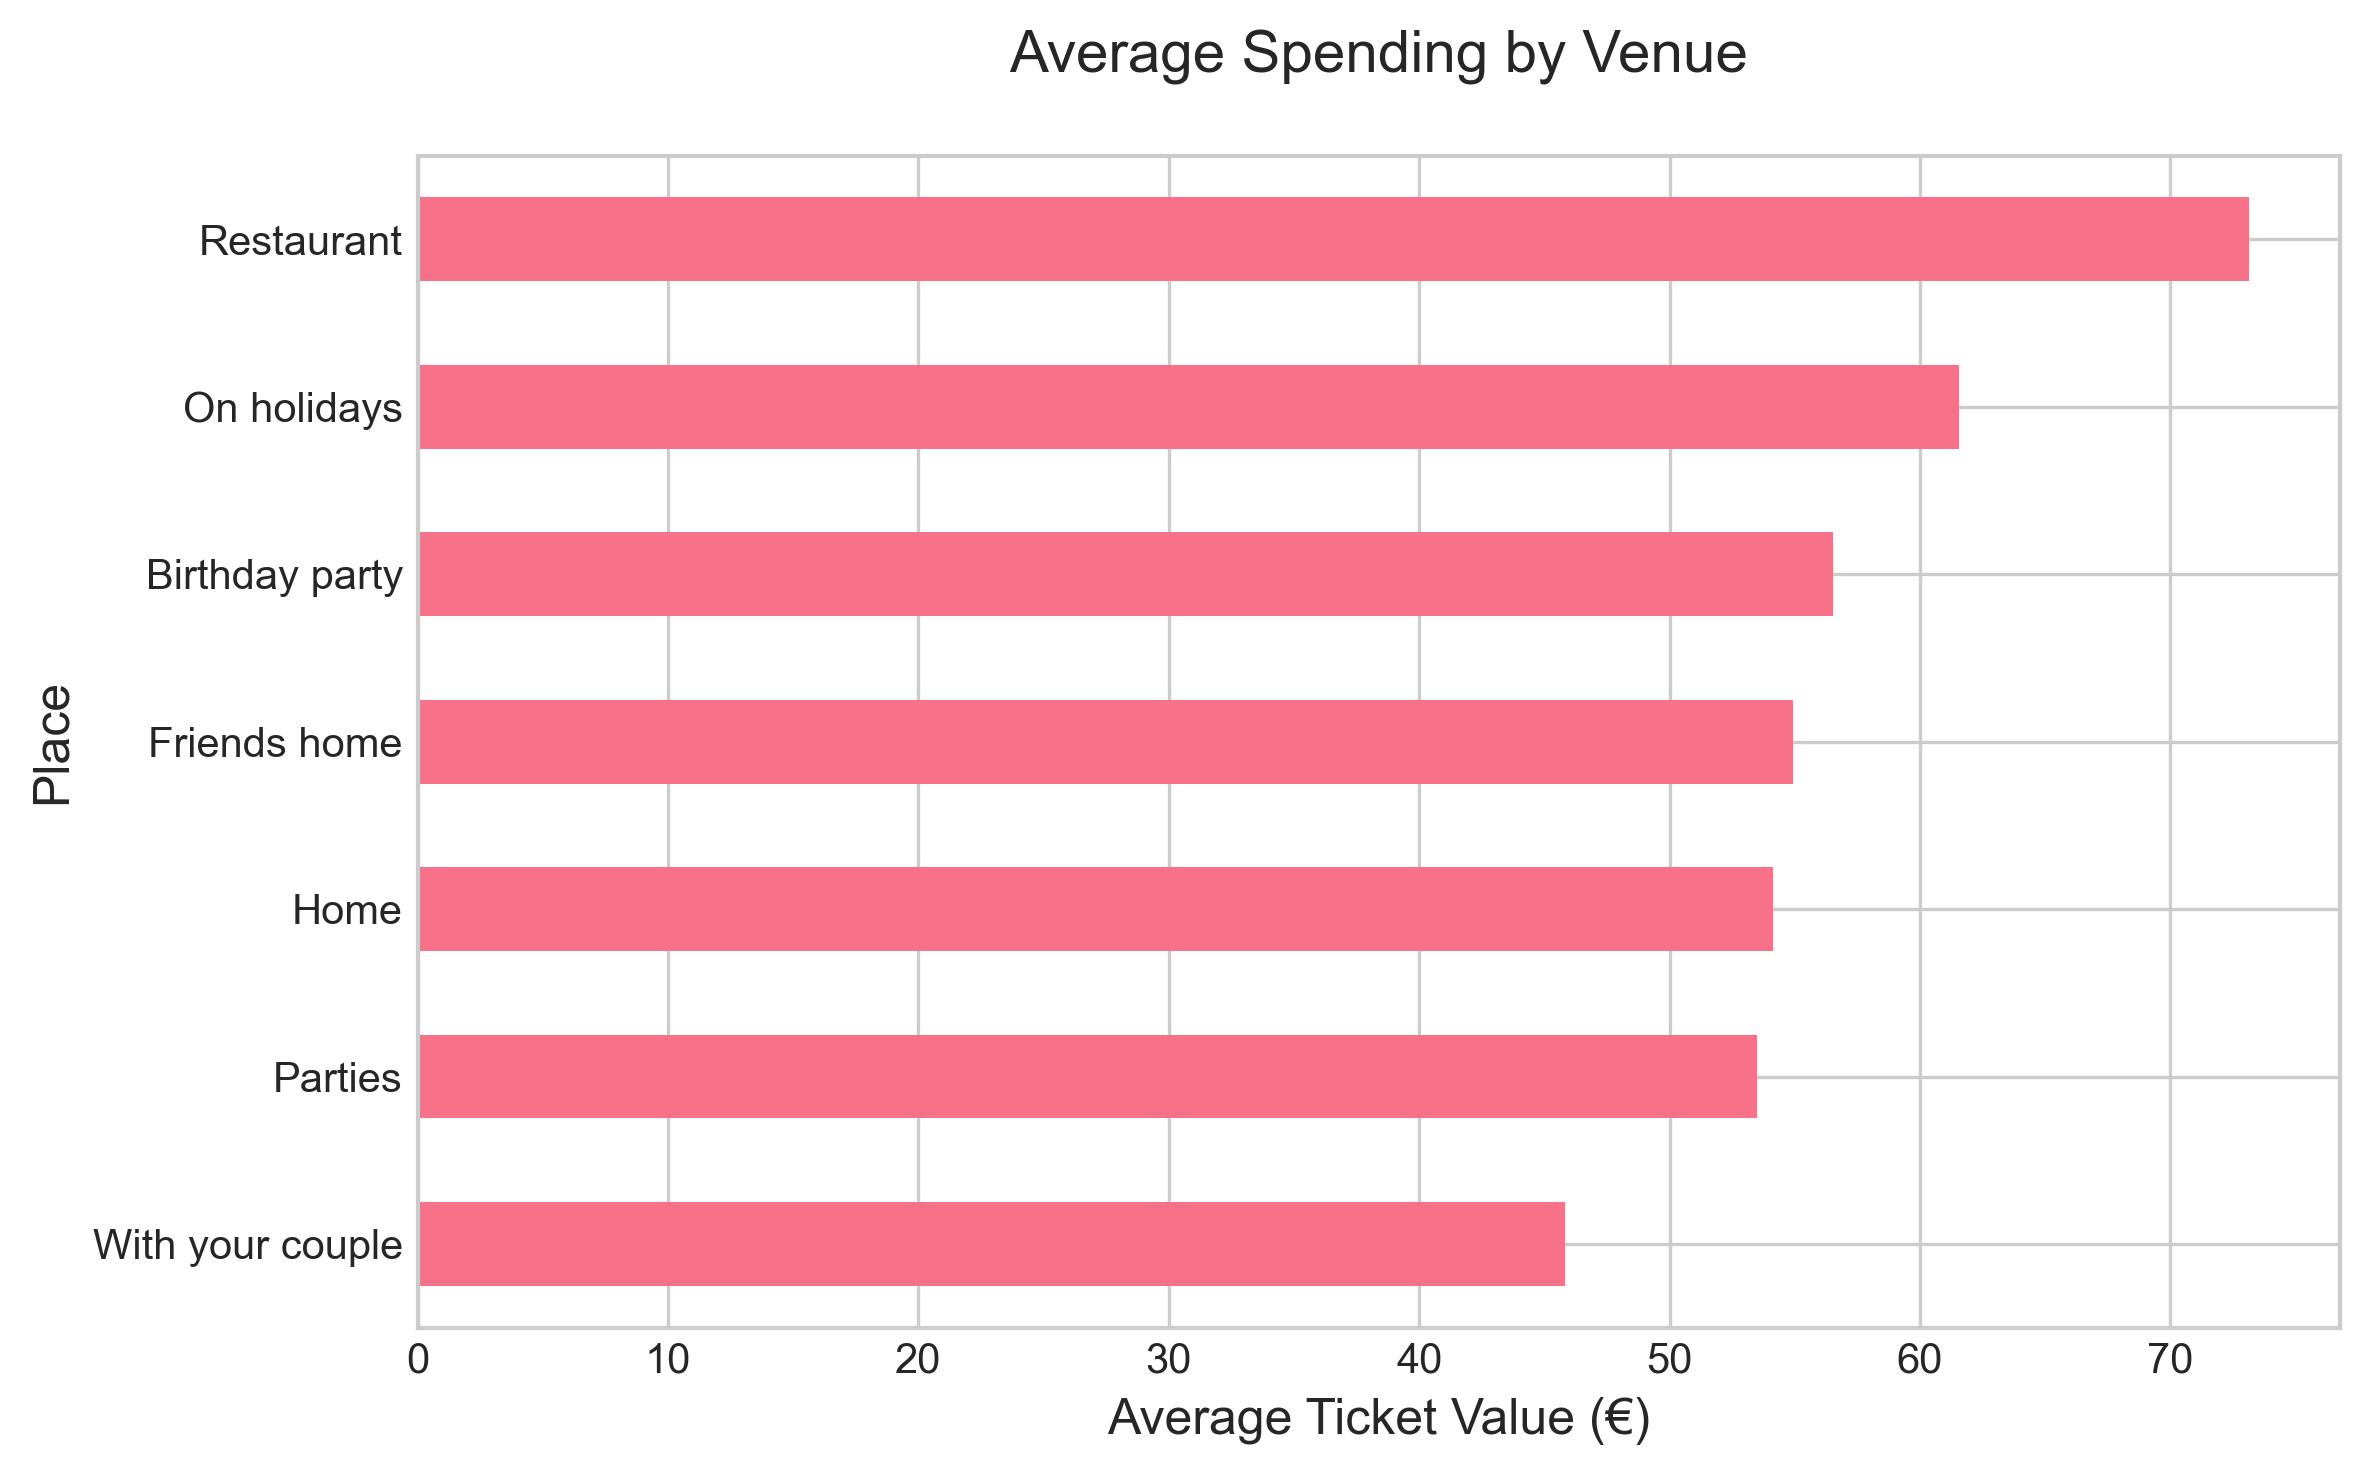 Average Spending by Venue
Place
Restaurant
On holidays
Birthday party
Friends home
Home
Parties
With your couple
0 10 20 30 40 50 60 70
Average Ticket Value (€)